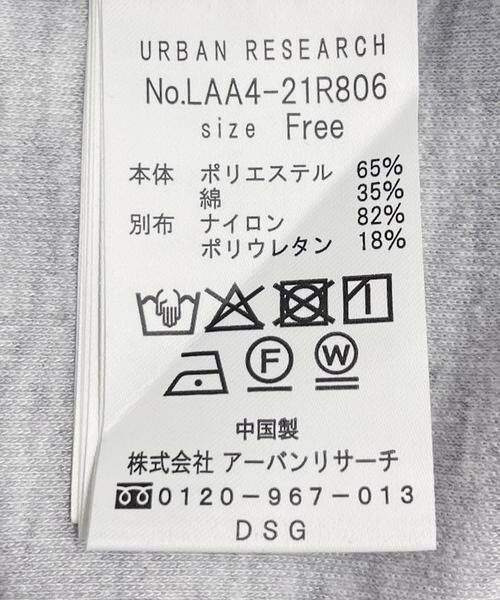 URBAN RESEARCH
No.LAA4-21R806
size Free
本体 ポリエステル 65%
綿 35%
別布 ナイロン 82%
ポリウレタン 18%
F W
中国製
株式会社 アーバンリサーチ
0120-967-013
DSG